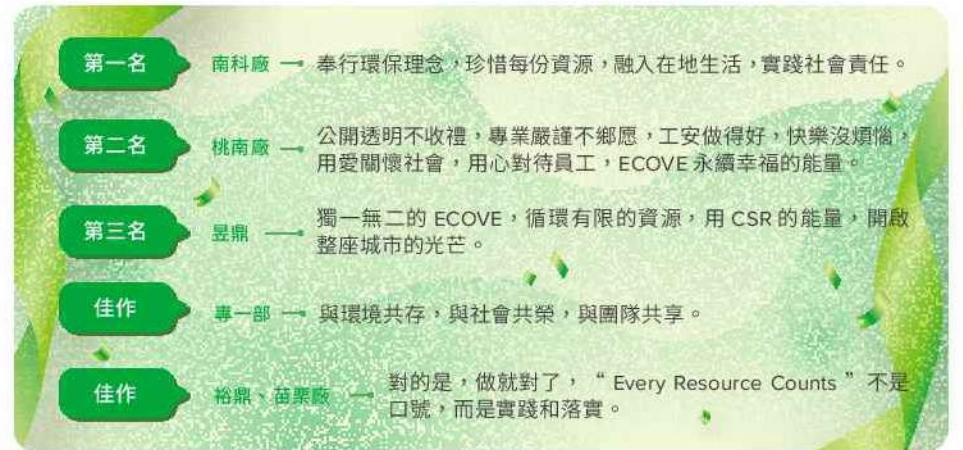 第一名 南科廠 奉行環保理念，珍惜每份資源，融入在地生活，實踐社會責任。
第二名 桃南廠 公開透明不收禮，專業嚴謹不鄉愿，工安做得好，快樂沒煩惱，
用愛關懷社會，用心對待員工，ECOVE 永續幸福的能量。
第三名 昱鼎 獨一無二的 ECOVE，循環有限的資源，用 CSR 的能量，開啟
整座城市的光芒。
佳作 專一部 與環境共存，與社會共榮，與團隊共享。
佳作 裕鼎、苗栗廠 對的是，做就對了，“ Every Resource Counts ” 不是
口號，而是實踐和落實。